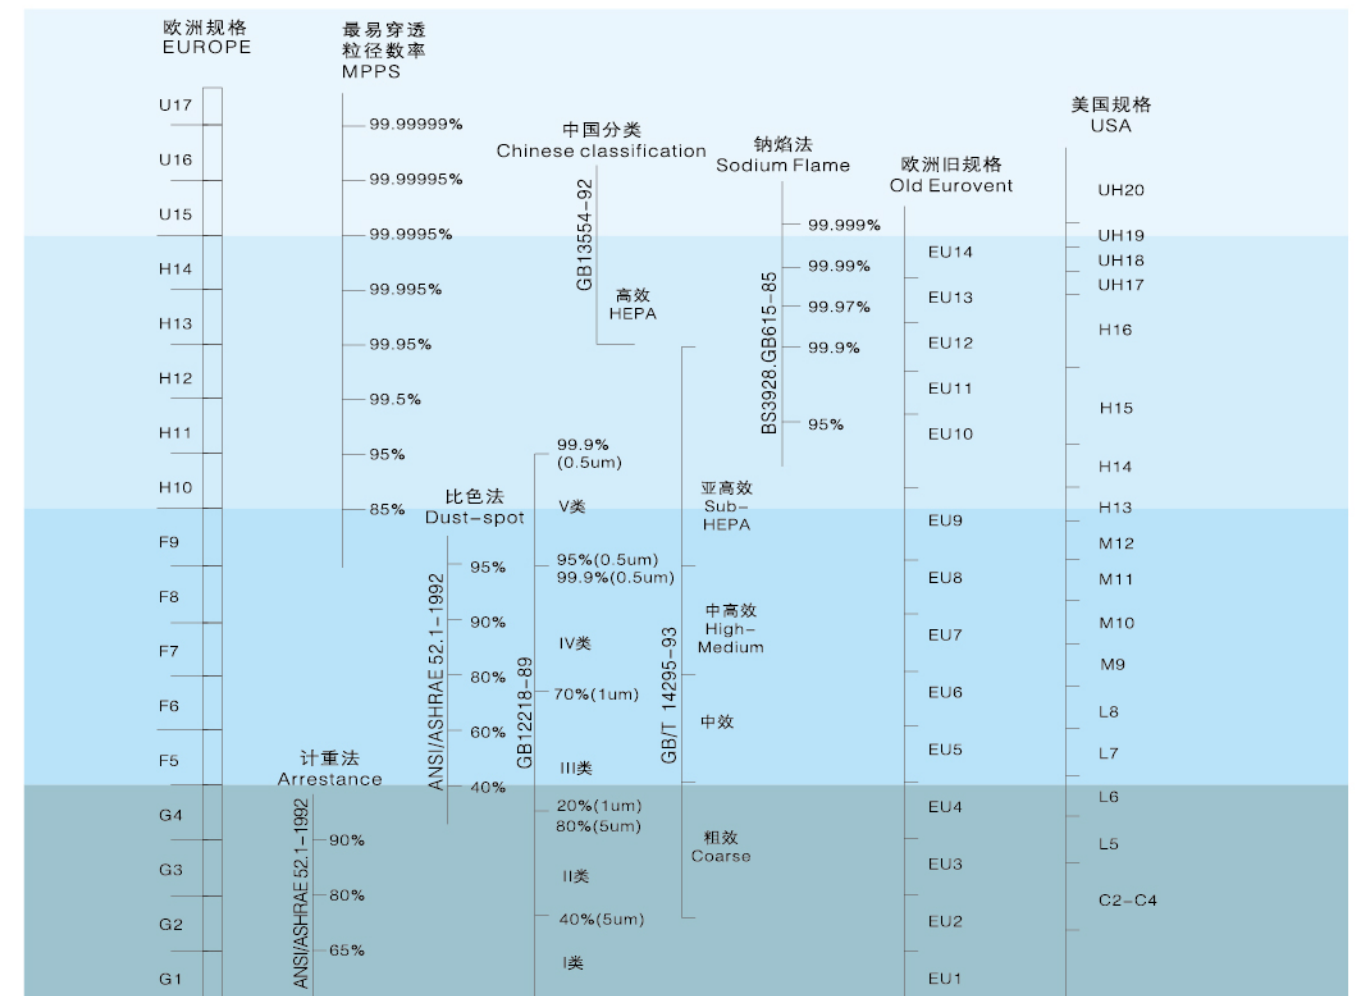 欧洲规格
EUROPE
U17
U16
U15
H14
H13
H12
H11
H10
F9
F8
F7
F6
F5
G4
G3
G2
G1
最易穿透
粒径数率
MPPS
99.99999%
99.99995%
99.9995%
99.995%
99.95%
99.5%
95%
85%
计重法
Arrestance
ANSI/ASHRAE 52.1-1992
90%
80%
65%
比色法
Dust-spot
ANSI/ASHRAE 52.1-1992
95%
90%
80%
60%
40%
中国分类
Chinese classification
GB13554-92
高效
HEPA
GB12218-89
99.9%
(0.5um)
V类
95%(0.5um)
99.9%(0.5um)
IV类
70%(1um)
III类
20%(1um)
80%(5um)
II类
40%(5um)
I类
GB/T 14295-93
亚高效
Sub-
HEPA
中高效
High-
Medium
中效
粗效
Coarse
钠焰法
Sodium Flame
BS3928.GB615-85
99.999%
99.99%
99.97%
99.9%
95%
欧洲旧规格
Old Eurovent
EU14
EU13
EU12
EU11
EU10
EU9
EU8
EU7
EU6
EU5
EU4
EU3
EU2
EU1
美国规格
USA
UH20
UH19
UH18
UH17
H16
H15
H14
H13
M12
M11
M10
M9
L8
L7
L6
L5
C2-C4